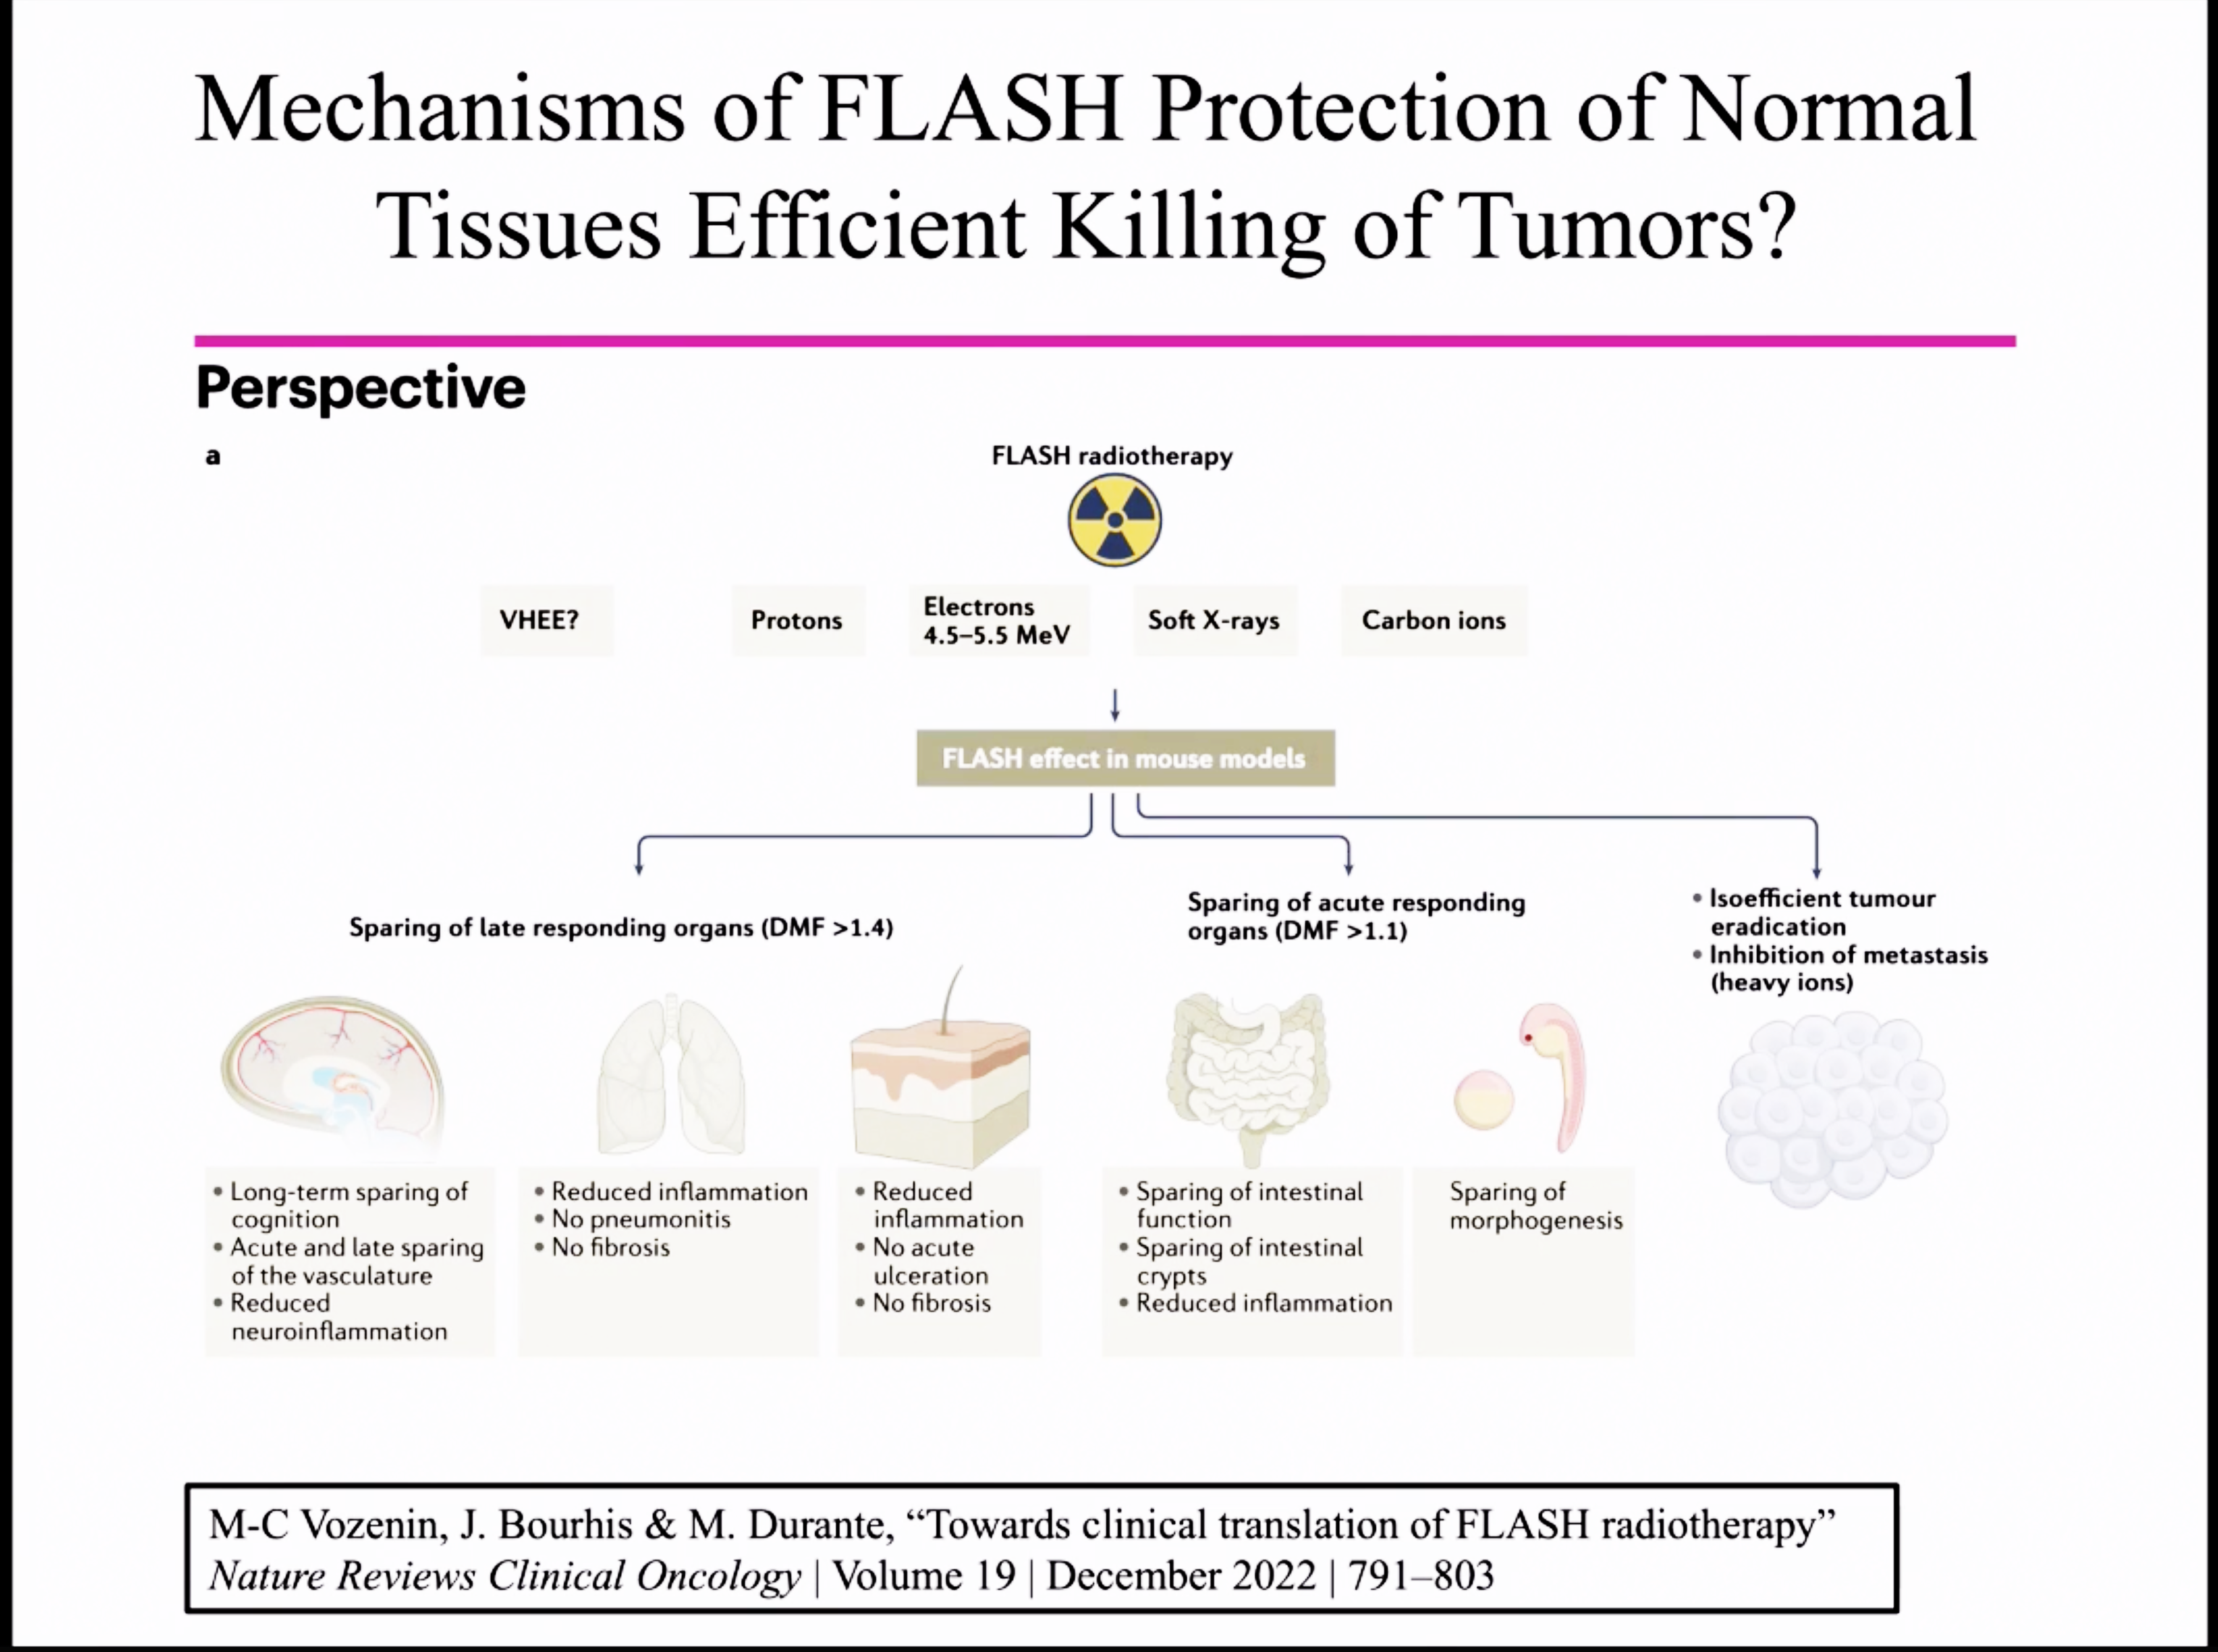 Mechanisms of FLASH Protection of Normal
Tissues Efficient Killing of Tumors?
Perspective
a
FLASH radiotherapy
VHEE?
Protons
Electrons
4.5–5.5 MeV
Soft X-rays
Carbon ions
FLASH effect in mouse models
Sparing of late responding organs (DMF >1.4)
Sparing of acute responding
organs (DMF >1.1)
• Isoefficient tumour
eradication
• Inhibition of metastasis
(heavy ions)
• Long-term sparing of
cognition
• Acute and late sparing
of the vasculature
• Reduced
neuroinflammation
• Reduced inflammation
• No pneumonitis
• No fibrosis
• Reduced
inflammation
• No acute
ulceration
• No fibrosis
• Sparing of intestinal
function
• Sparing of intestinal
crypts
• Reduced inflammation
Sparing of
morphogenesis
M-C Vozenin, J. Bourhis & M. Durante, “Towards clinical translation of FLASH radiotherapy”
Nature Reviews Clinical Oncology | Volume 19 | December 2022 | 791–803